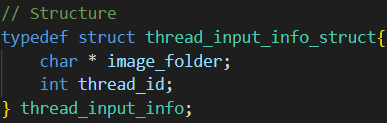 // Structure
typedef struct thread_input_info_struct{
    char * image_folder;
    int thread_id;
} thread_input_info;